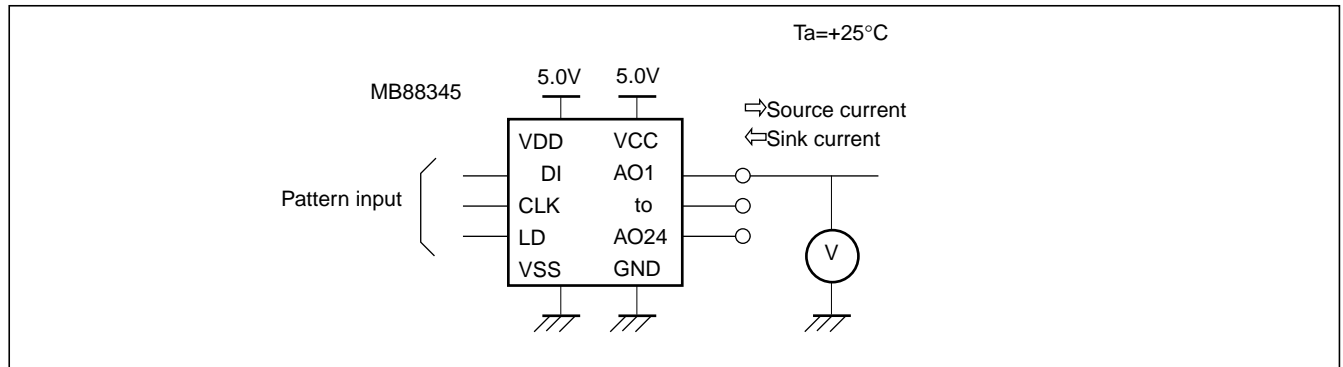 Ta=+25°C
5.0V 5.0V
MB88345
⇨Source current
⇦Sink current
VDD VCC
DI AO1
Pattern input
CLK to
LD AO24
V
VSS GND